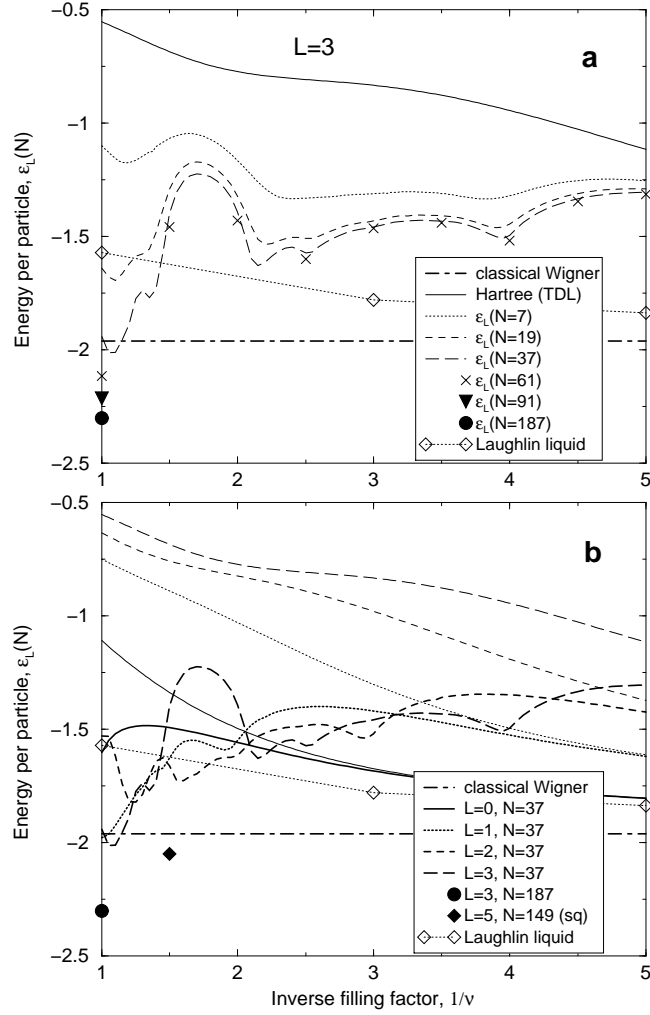 L=3
a
Energy per particle, ε_L(N)
−0.5
−1
−1.5
−2
−2.5
classical Wigner
Hartree (TDL)
ε_L(N=7)
ε_L(N=19)
ε_L(N=37)
ε_L(N=61)
ε_L(N=91)
ε_L(N=187)
Laughlin liquid
1 2 3 4 5
b
Energy per particle, ε_L(N)
−0.5
−1
−1.5
−2
−2.5
classical Wigner
L=0, N=37
L=1, N=37
L=2, N=37
L=3, N=37
L=3, N=187
L=5, N=149 (sq)
Laughlin liquid
1 2 3 4 5
Inverse filling factor, 1/ν